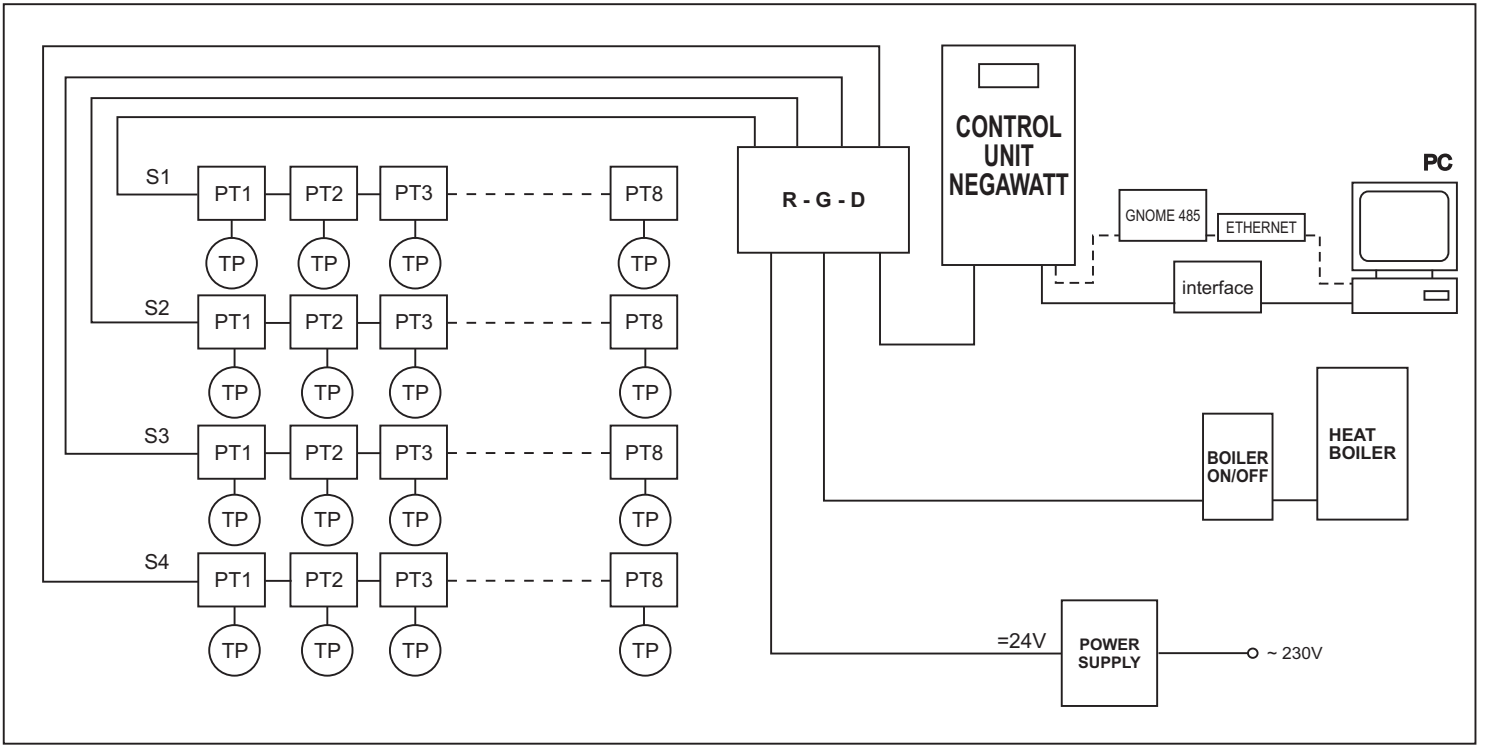 CONTROL
UNIT
NEGAWATT
PC
R - G - D
GNOME 485
ETHERNET
interface
S1
PT1 PT2 PT3 PT8
TP TP TP TP
S2
PT1 PT2 PT3 PT8
TP TP TP TP
S3
PT1 PT2 PT3 PT8
TP TP TP TP
S4
PT1 PT2 PT3 PT8
TP TP TP TP
BOILER
ON/OFF
HEAT
BOILER
=24V
POWER
SUPPLY
~ 230V